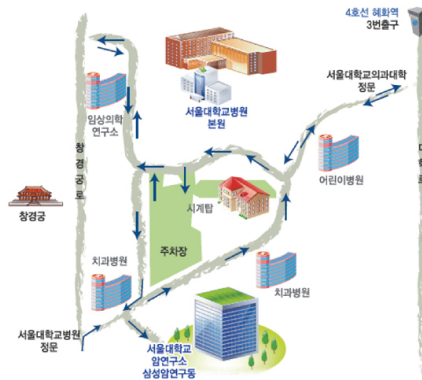 4호선 혜화역
3번출구
서울대학교의과대학
정문
서울대학교병원
본원
임상의학
연구소
창경궁로
어린이병원
창경궁
시계탑
주차장
치과병원
치과병원
서울대학교병원
정문
서울대학교
암연구소
삼성암연구동